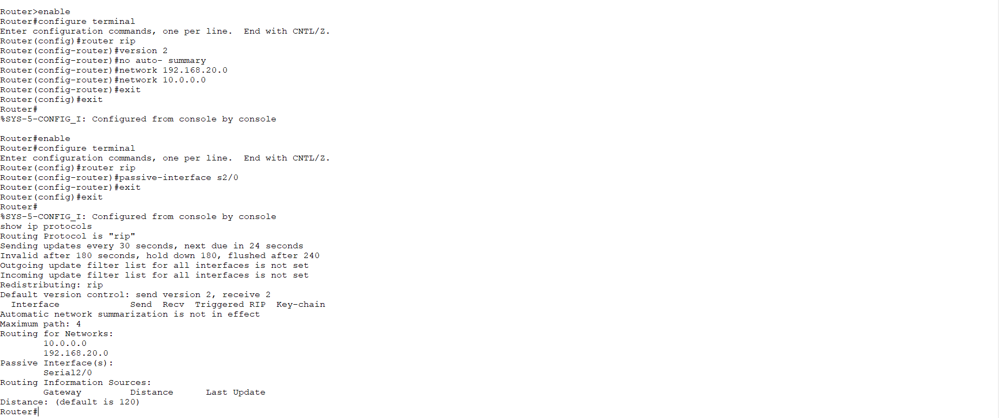 Router>enable
Router#configure terminal
Enter configuration commands, one per line.  End with CNTL/Z.
Router(config)#router rip
Router(config-router)#version 2
Router(config-router)#no auto- summary
Router(config-router)#network 192.168.20.0
Router(config-router)#network 10.0.0.0
Router(config-router)#exit
Router(config)#exit
Router#
%SYS-5-CONFIG_I: Configured from console by console
Router#enable
Router#configure terminal
Enter configuration commands, one per line.  End with CNTL/Z.
Router(config)#router rip
Router(config-router)#passive-interface s2/0
Router(config-router)#exit
Router(config)#exit
Router#
%SYS-5-CONFIG_I: Configured from console by console
show ip protocols
Routing Protocol is "rip"
Sending updates every 30 seconds, next due in 24 seconds
Invalid after 180 seconds, hold down 180, flushed after 240
Outgoing update filter list for all interfaces is not set
Incoming update filter list for all interfaces is not set
Redistributing: rip
Default version control: send version 2, receive 2
  Interface             Send  Recv  Triggered RIP  Key-chain
Automatic network summarization is not in effect
Maximum path: 4
Routing for Networks:
        10.0.0.0
        192.168.20.0
Passive Interface(s):
        Serial2/0
Routing Information Sources:
        Gateway         Distance      Last Update
Distance: (default is 120)
Router#